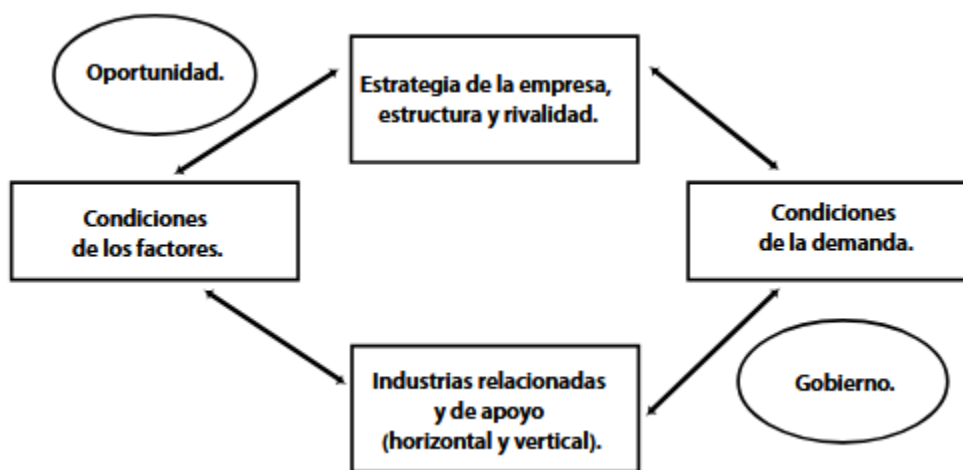 Oportunidad.
Estrategia de la empresa,
estructura y rivalidad.
Condiciones
de los factores.
Condiciones
de la demanda.
Industrias relacionadas
y de apoyo
(horizontal y vertical).
Gobierno.